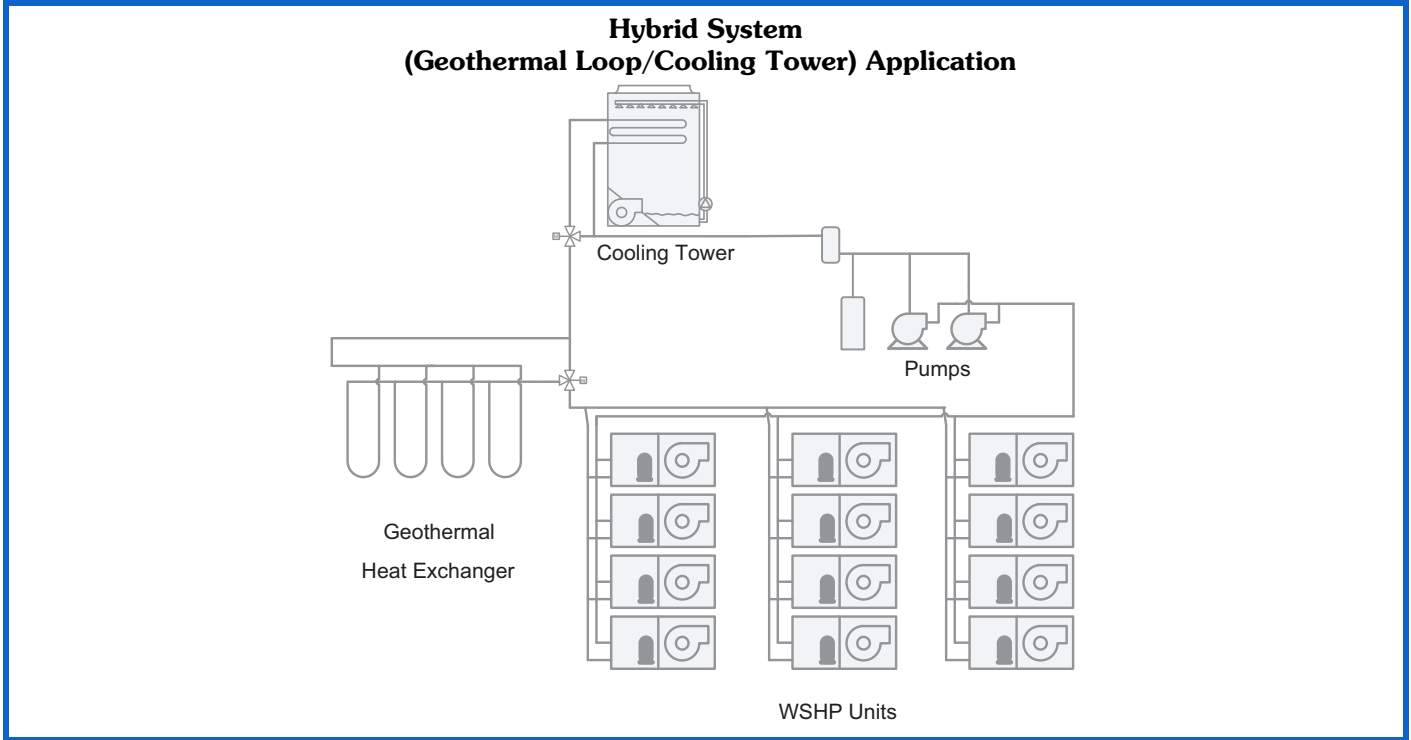 Hybrid System
(Geothermal Loop/Cooling Tower) Application
Cooling Tower
Pumps
Geothermal
Heat Exchanger
WSHP Units